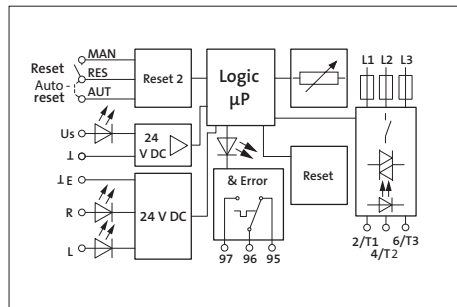 MAN
Reset
RES
Auto-
reset
AUT
Reset 2
Logic
µP
L1 L2 L3
Us
⊥
24
V DC
⊥ E
R
L
24 V DC
& Error
97 96 95
Reset
2/T1
4/T2
6/T3